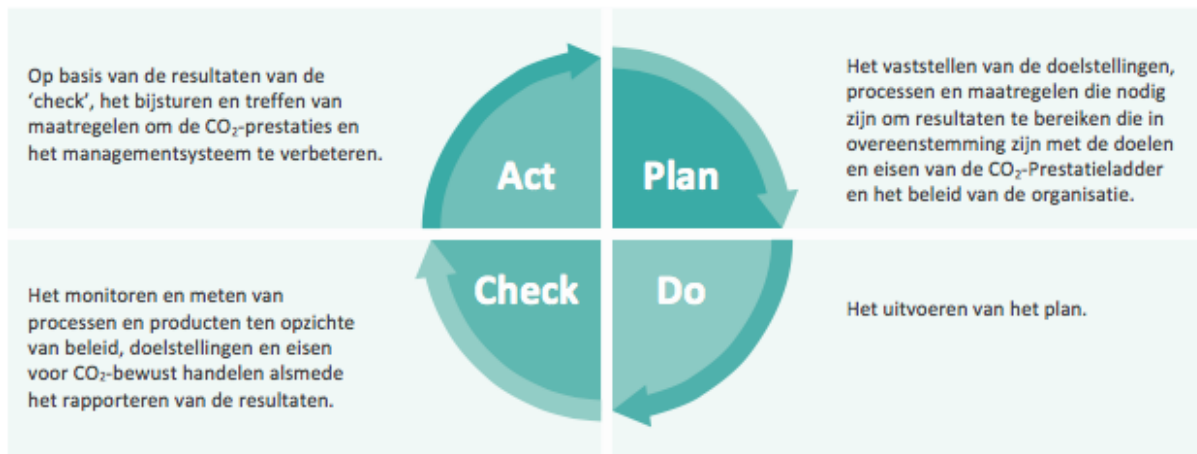 Op basis van de resultaten van de
‘check’, het bijsturen en treffen van
maatregelen om de CO₂-prestaties en
het managementsysteem te verbeteren.
Act
Plan
Het vaststellen van de doelstellingen,
processen en maatregelen die nodig
zijn om resultaten te bereiken die in
overeenstemming zijn met de doelen
en eisen van de CO₂-Prestatieladder
en het beleid van de organisatie.
Het monitoren en meten van
processen en producten ten opzichte
van beleid, doelstellingen en eisen
voor CO₂-bewust handelen alsmede
het rapporteren van de resultaten.
Check
Do
Het uitvoeren van het plan.